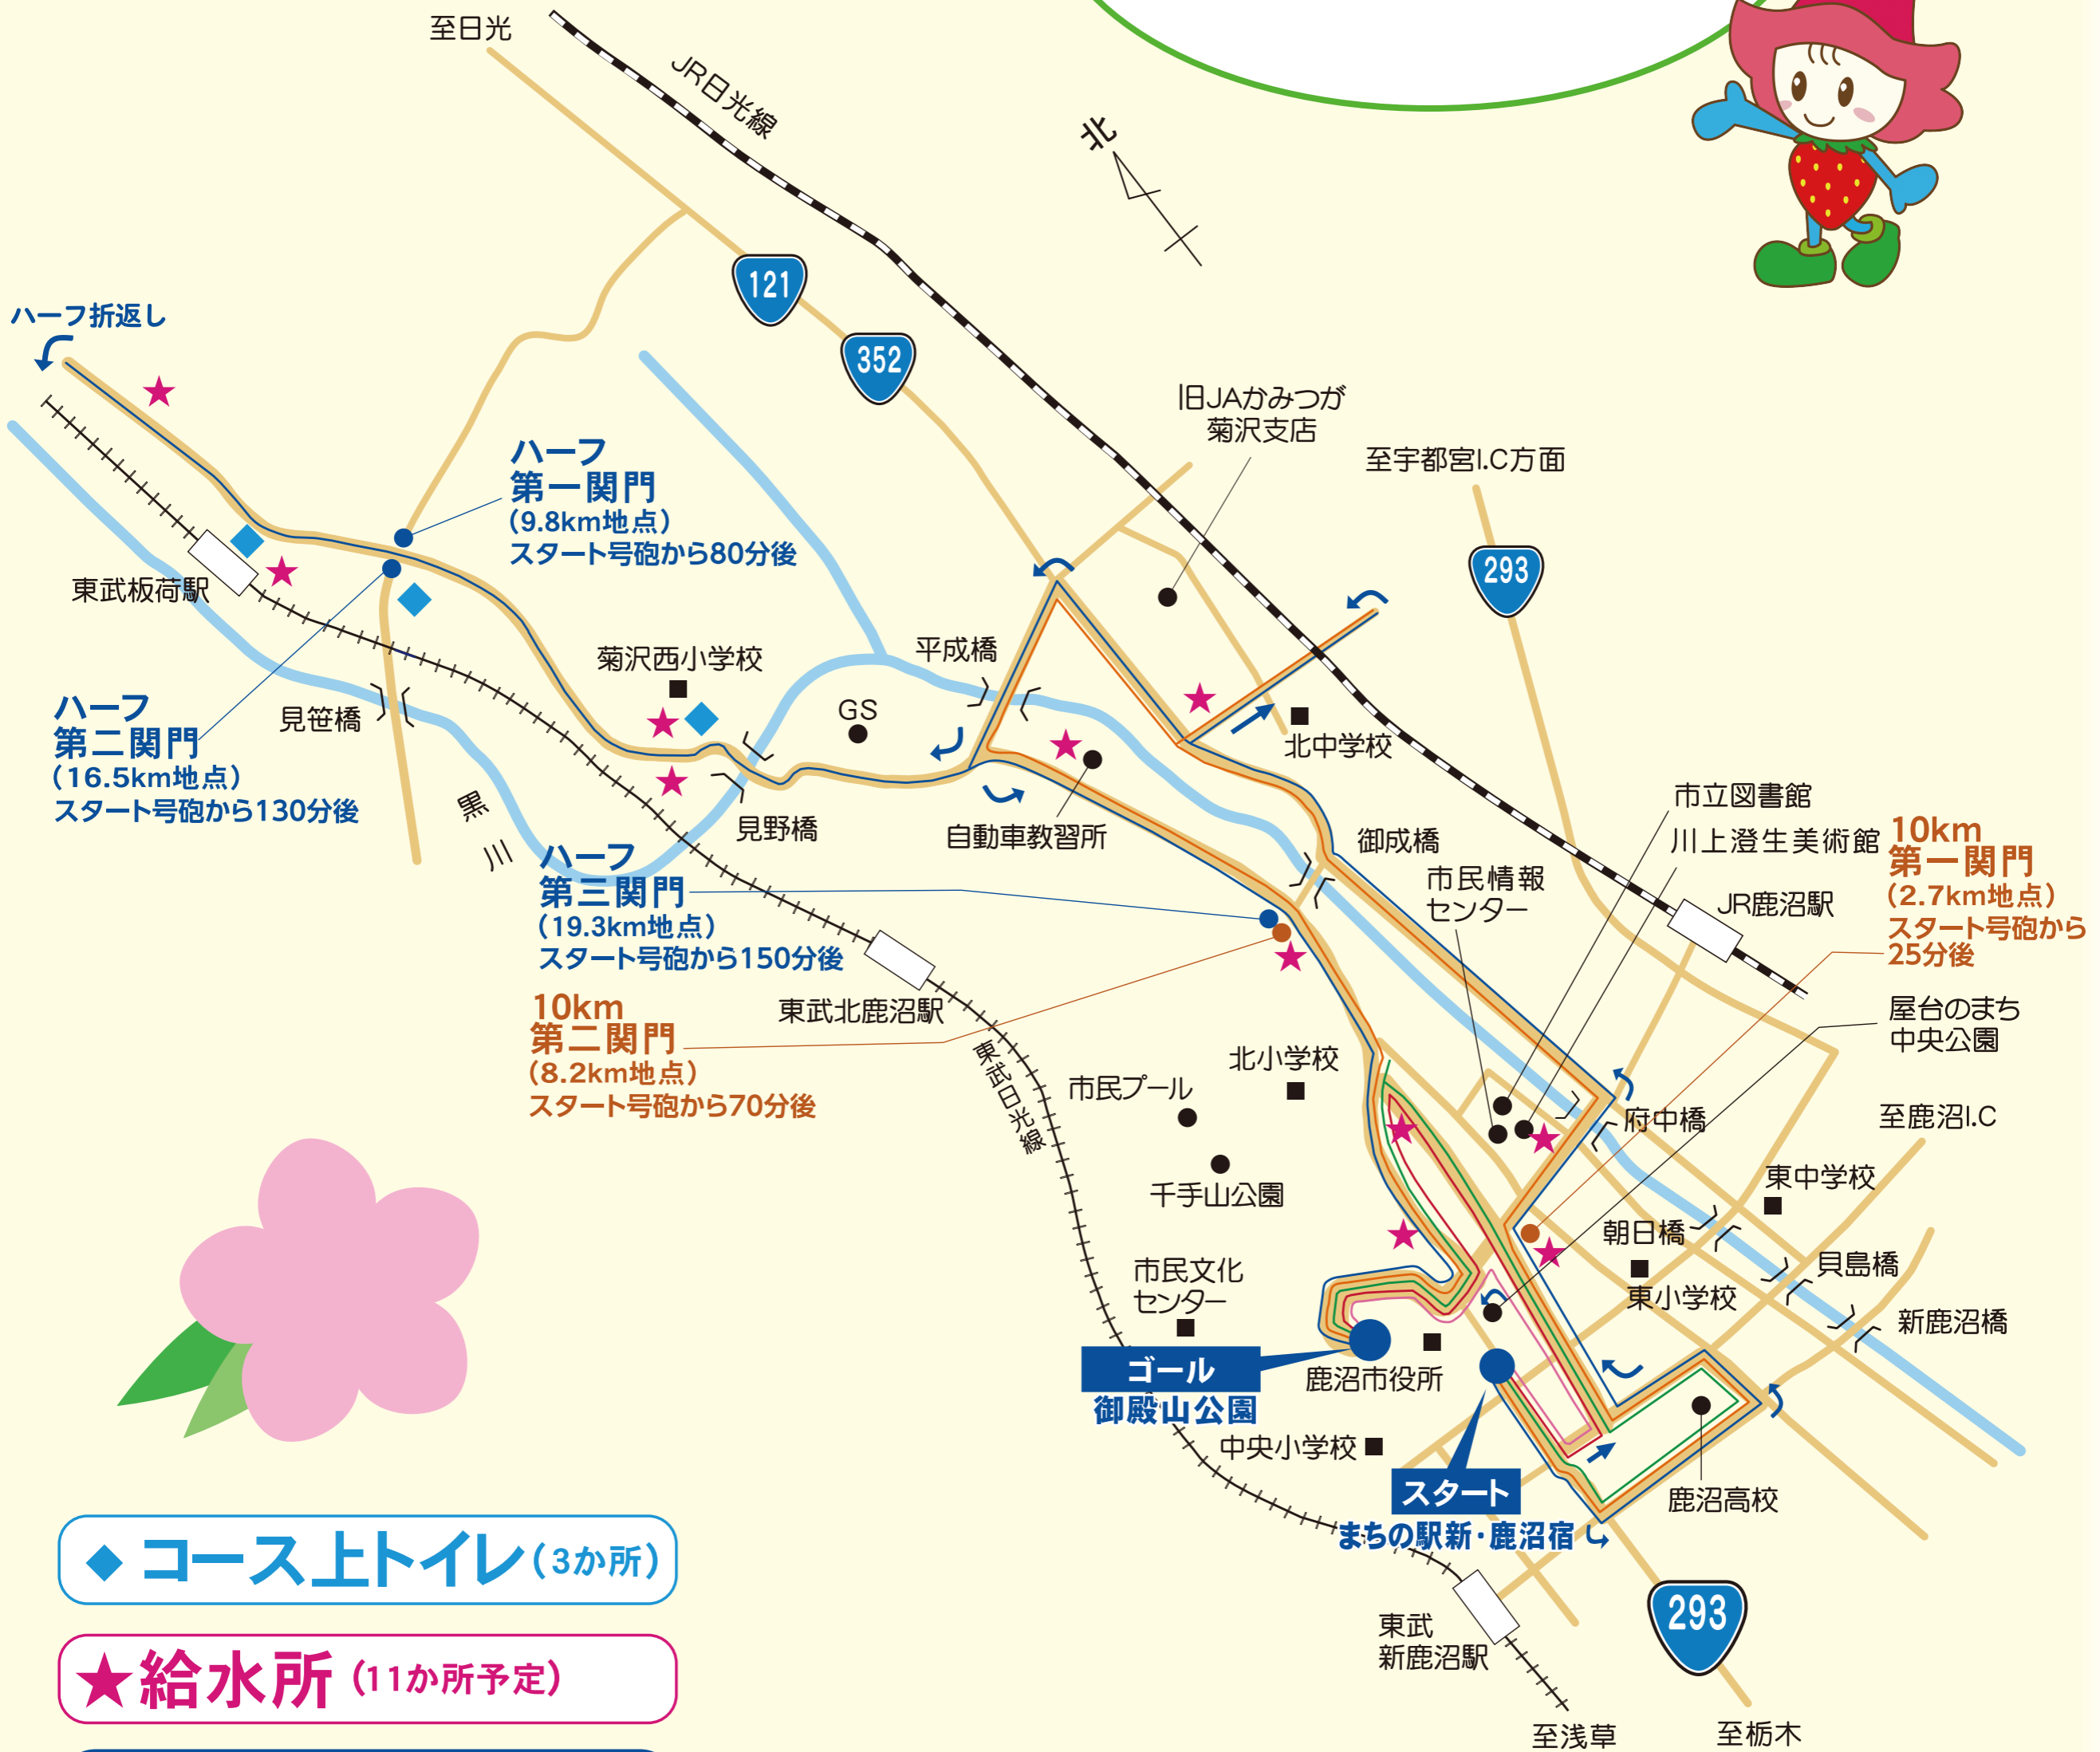 至日光
JR日光線
北
121
352
ハーフ折返し
旧JAかみつが
菊沢支店
至宇都宮I.C方面
293
ハーフ
第一関門
(9.8km地点)
スタート号砲から80分後
東武板荷駅
菊沢西小学校
平成橋
GS
北中学校
ハーフ
第二関門
(16.5km地点)
スタート号砲から130分後
見笹橋
黒川
見野橋
自動車教習所
御成橋
市立図書館
川上澄生美術館
市民情報
センター
JR鹿沼駅
10km
第一関門
(2.7km地点)
スタート号砲から
25分後
ハーフ
第三関門
(19.3km地点)
スタート号砲から150分後
東武北鹿沼駅
10km
第二関門
(8.2km地点)
スタート号砲から70分後
東武日光線
屋台のまち
中央公園
北小学校
市民プール
千手山公園
府中橋
至鹿沼I.C
東中学校
朝日橋
貝島橋
東小学校
新鹿沼橋
市民文化
センター
ゴール
御殿山公園
鹿沼市役所
中央小学校
スタート
まちの駅新・鹿沼宿
鹿沼高校
293
東武
新鹿沼駅
至浅草
至栃木
◆コース上トイレ(3か所)
★給水所(11か所予定)